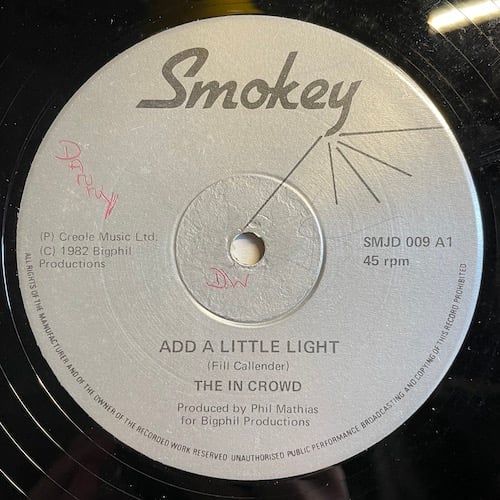 Smokey
(P) Creole Music Ltd.
(C) 1982 Bigphil
Productions
SMJD 009 A1
45 rpm
DW
ADD A LITTLE LIGHT
(Fill Callender)
THE IN CROWD
Produced by Phil Mathias
for Bigphil Productions
ALL RIGHTS OF THE MANUFACTURER AND OF THE OWNER OF THE RECORDED WORK RESERVED UNAUTHORISED PUBLIC PERFORMANCE BROADCASTING AND COPYING OF THIS RECORD PROHIBITED